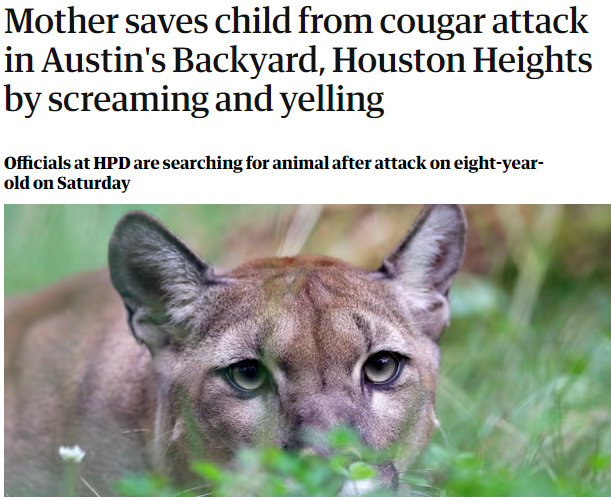 Mother saves child from cougar attack
in Austin's Backyard, Houston Heights
by screaming and yelling
Officials at HPD are searching for animal after attack on eight-year-
old on Saturday